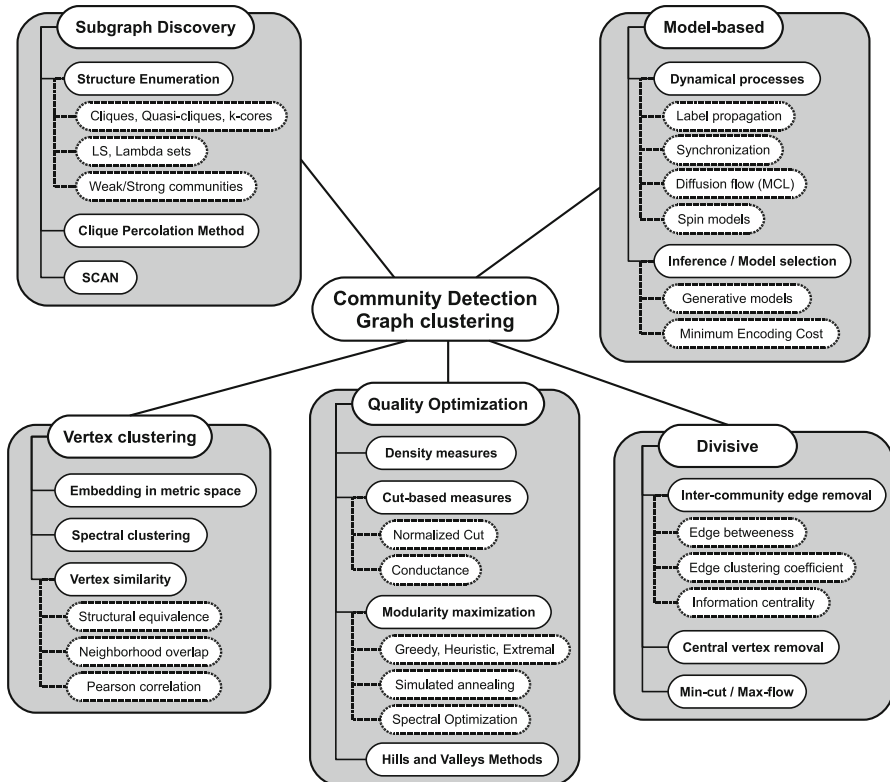 Subgraph Discovery
Structure Enumeration
Cliques, Quasi-cliques, k-cores
LS, Lambda sets
Weak/Strong communities
Clique Percolation Method
SCAN
Model-based
Dynamical processes
Label propagation
Synchronization
Diffusion flow (MCL)
Spin models
Inference / Model selection
Generative models
Minimum Encoding Cost
Community Detection
Graph clustering
Vertex clustering
Embedding in metric space
Spectral clustering
Vertex similarity
Structural equivalence
Neighborhood overlap
Pearson correlation
Quality Optimization
Density measures
Cut-based measures
Normalized Cut
Conductance
Modularity maximization
Greedy, Heuristic, Extremal
Simulated annealing
Spectral Optimization
Hills and Valleys Methods
Divisive
Inter-community edge removal
Edge betweeness
Edge clustering coefficient
Information centrality
Central vertex removal
Min-cut / Max-flow